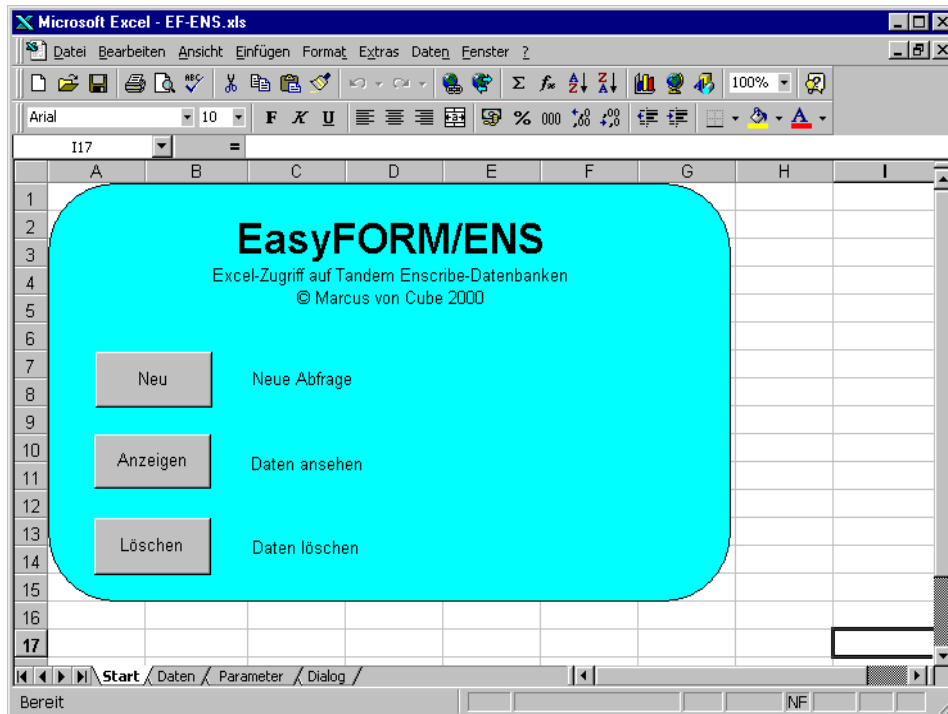 Microsoft Excel - EF-ENS.xls
Datei Bearbeiten Ansicht Einfügen Format Extras Daten Fenster ?
100%
Arial 10 F K U % 000
I17 =
A B C D E F G H I
1
2
3
4
5
6
7
8
9
10
11
12
13
14
15
16
17
EasyFORM/ENS
Excel-Zugriff auf Tandem Enscribe-Datenbanken
© Marcus von Cube 2000
Neu Neue Abfrage
Anzeigen Daten ansehen
Löschen Daten löschen
Start Daten Parameter Dialog
Bereit NF